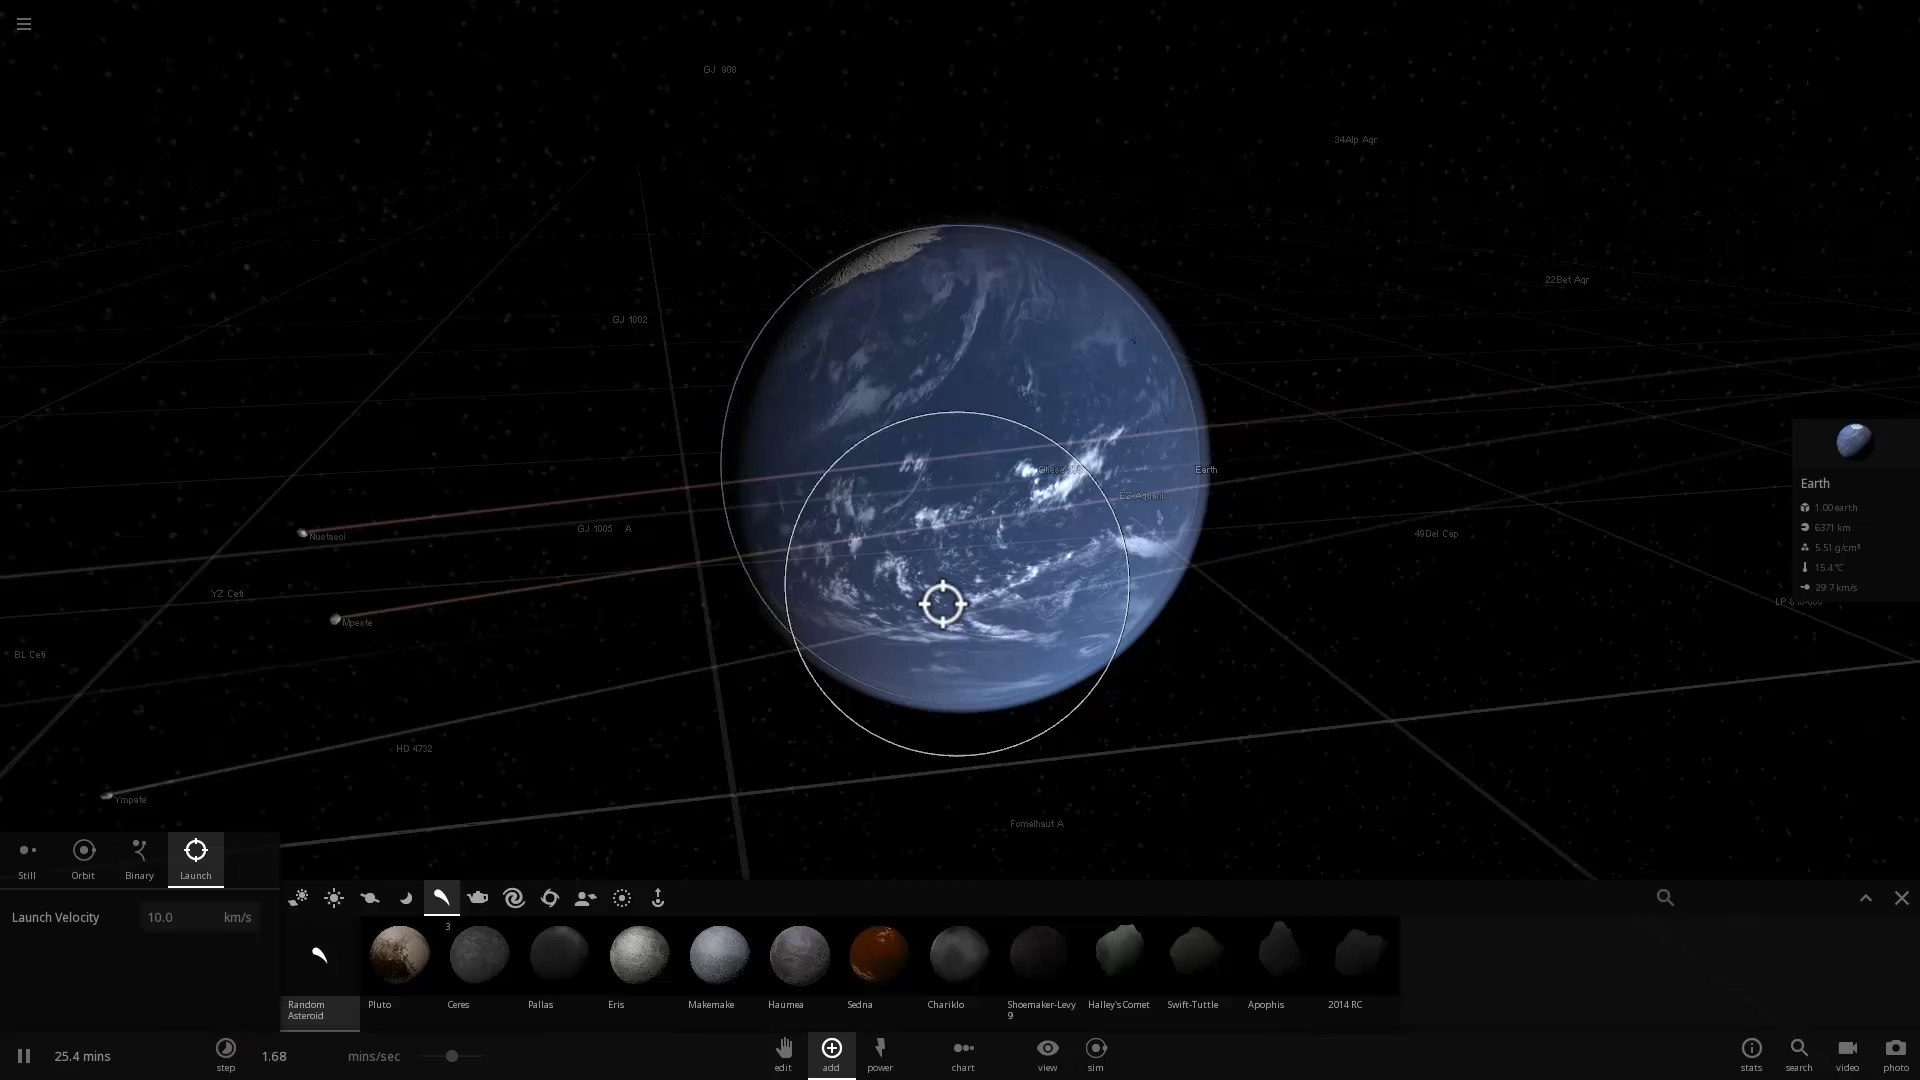 GJ 908
34Alp Aqr
22Bet Aqr
GJ 1002
Earth
EZ Aquarii
Earth
1.00 earth
6371 km
5.51 g/cm³
15.4 °C
29.7 km/s
Nustasci
GJ 1005 A
49Del Cap
YZ Ceti
Mpeste
BL Ceti
HD 4732
Ympate
Fomalhaut A
Still
Orbit
Binary
Launch
Launch Velocity 10.0 km/s
3
Random Asteroid
Pluto
Ceres
Pallas
Eris
Makemake
Haumea
Sedna
Chariklo
Shoemaker-Levy 9
Halley's Comet
Swift-Tuttle
Apophis
2014 RC
25.4 mins
step
1.68 mins/sec
edit
add
power
chart
view
sim
stats
search
video
photo